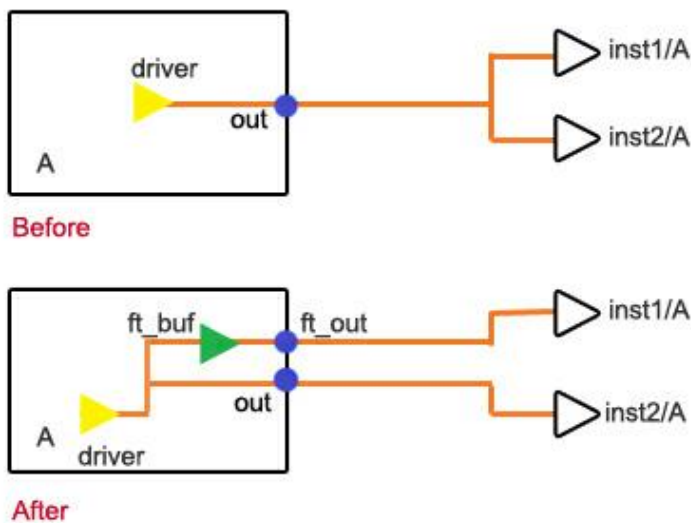 driver
inst1/A
out
inst2/A
A
Before
ft_buf
ft_out
inst1/A
out
A
inst2/A
driver
After